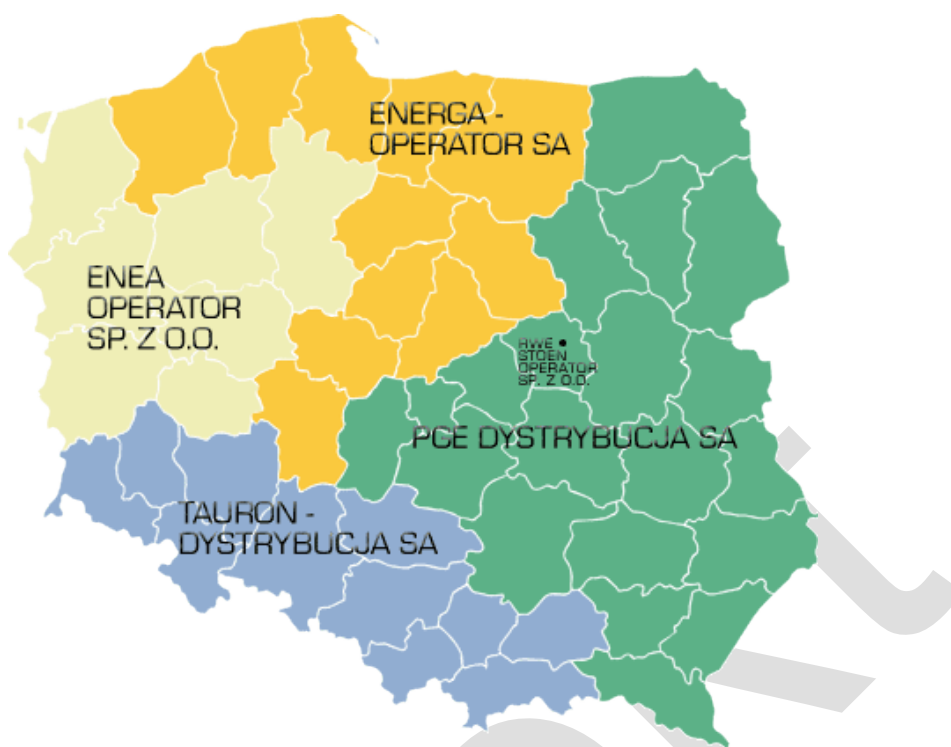 ENERGA -
OPERATOR SA
ENEA
OPERATOR
SP. Z O.O.
RWE
STOEN
OPERATOR
SP. Z O.O.
PGE DYSTRYBUCJA SA
TAURON -
DYSTRYBUCJA SA